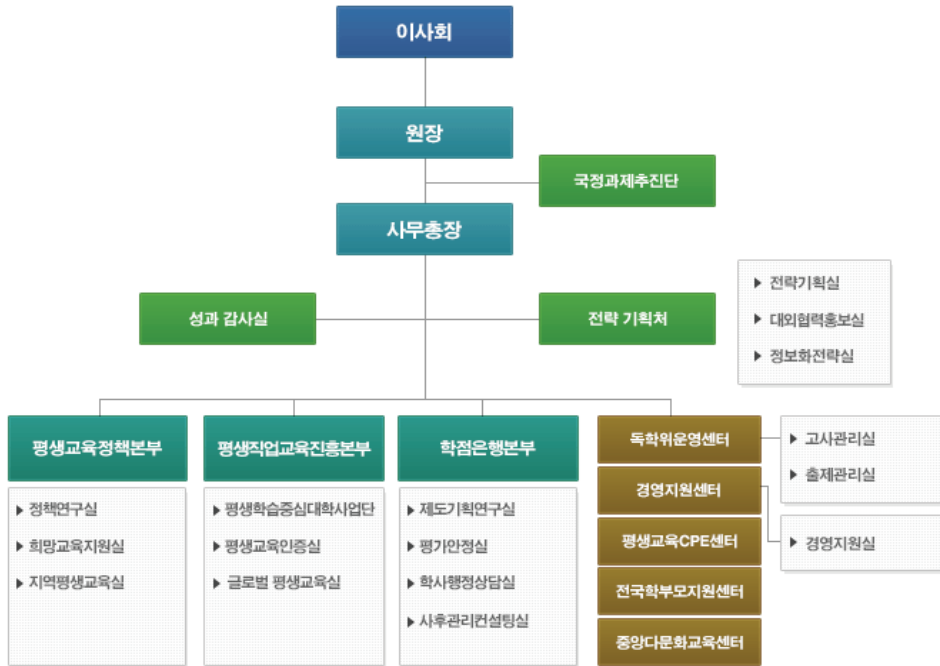 이사회
원장
국정과제추진단
사무총장
성과 감사실
전략 기획처
전략기획실
대외협력홍보실
정보화전략실
평생교육정책본부
정책연구실
희망교육지원실
지역평생교육실
평생직업교육진흥본부
평생학습중심대학사업단
평생교육인증실
글로벌 평생교육실
학점은행본부
제도기획연구실
평가안정실
학사행정상담실
사후관리컨설팅실
독학위운영센터
고사관리실
출제관리실
경영지원센터
경영지원실
평생교육CPE센터
전국학부모지원센터
중앙다문화교육센터